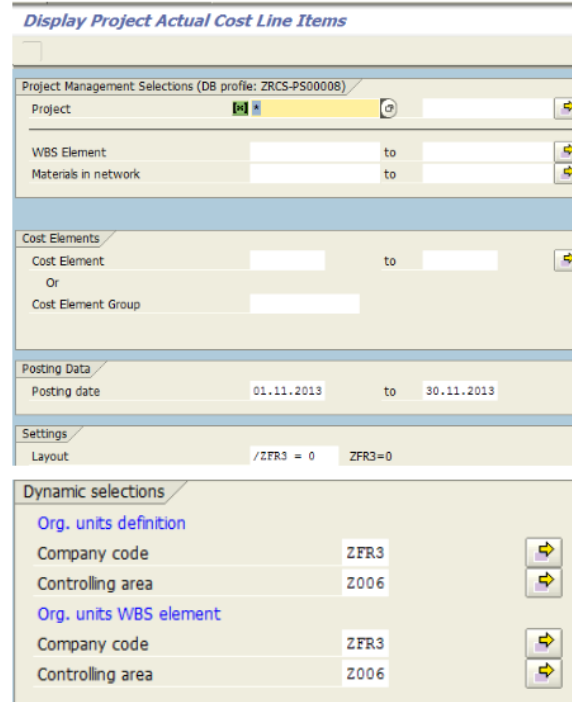 Display Project Actual Cost Line Items
Project Management Selections (DB profile: ZRCS-PS00008)
Project *
WBS Element to
Materials in network to
Cost Elements
Cost Element to
Or
Cost Element Group
Posting Data
Posting date 01.11.2013 to 30.11.2013
Settings
Layout /ZFR3 = 0 ZFR3=0
Dynamic selections
Org. units definition
Company code ZFR3
Controlling area Z006
Org. units WBS element
Company code ZFR3
Controlling area Z006